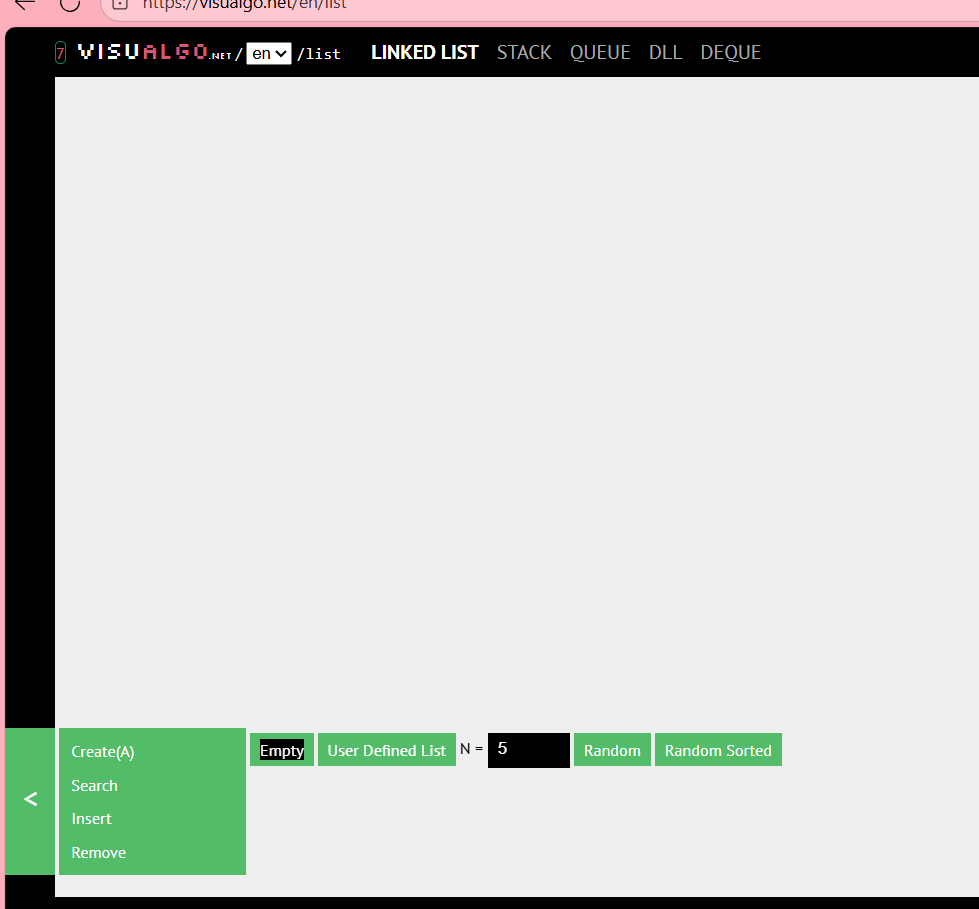 https://visualgo.net/en/list
7 VISUALGO.NET / en /list LINKED LIST STACK QUEUE DLL DEQUE
Create(A) Empty User Defined List N = 5 Random Random Sorted
Search
<
Insert
Remove